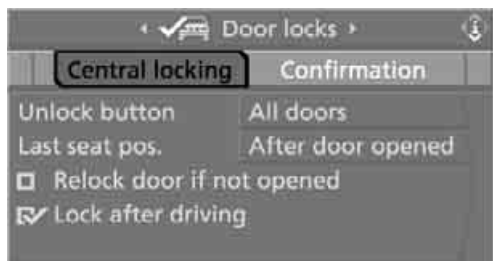 Door locks
Central locking Confirmation
Unlock button All doors
Last seat pos. After door opened
Relock door if not opened
Lock after driving